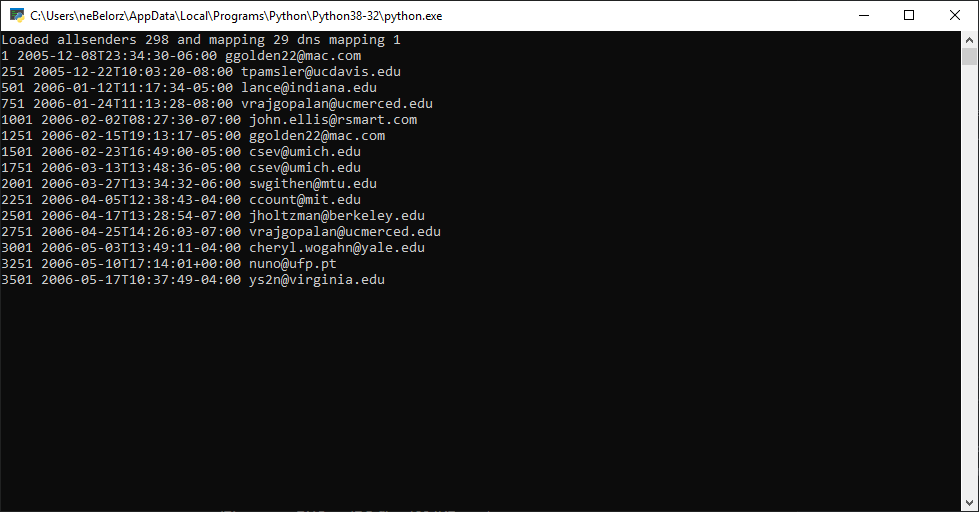 C:\Users\neBelorz\AppData\Local\Programs\Python\Python38-32\python.exe
Loaded allsenders 298 and mapping 29 dns mapping 1
1 2005-12-08T23:34:30-06:00 ggolden22@mac.com
251 2005-12-22T10:03:20-08:00 tpamsler@ucdavis.edu
501 2006-01-12T11:17:34-05:00 lance@indiana.edu
751 2006-01-24T11:13:28-08:00 vrajgopalan@ucmerced.edu
1001 2006-02-02T08:27:30-07:00 john.ellis@rsmart.com
1251 2006-02-15T19:13:17-05:00 ggolden22@mac.com
1501 2006-02-23T16:49:00-05:00 csev@umich.edu
1751 2006-03-13T13:48:36-05:00 csev@umich.edu
2001 2006-03-27T13:34:32-06:00 swgithen@mtu.edu
2251 2006-04-05T12:38:43-04:00 ccount@mit.edu
2501 2006-04-17T13:28:54-07:00 jholtzman@berkeley.edu
2751 2006-04-25T14:26:03-07:00 vrajgopalan@ucmerced.edu
3001 2006-05-03T13:49:11-04:00 cheryl.wogahn@yale.edu
3251 2006-05-10T17:14:01+00:00 nuno@ufp.pt
3501 2006-05-17T10:37:49-04:00 ys2n@virginia.edu